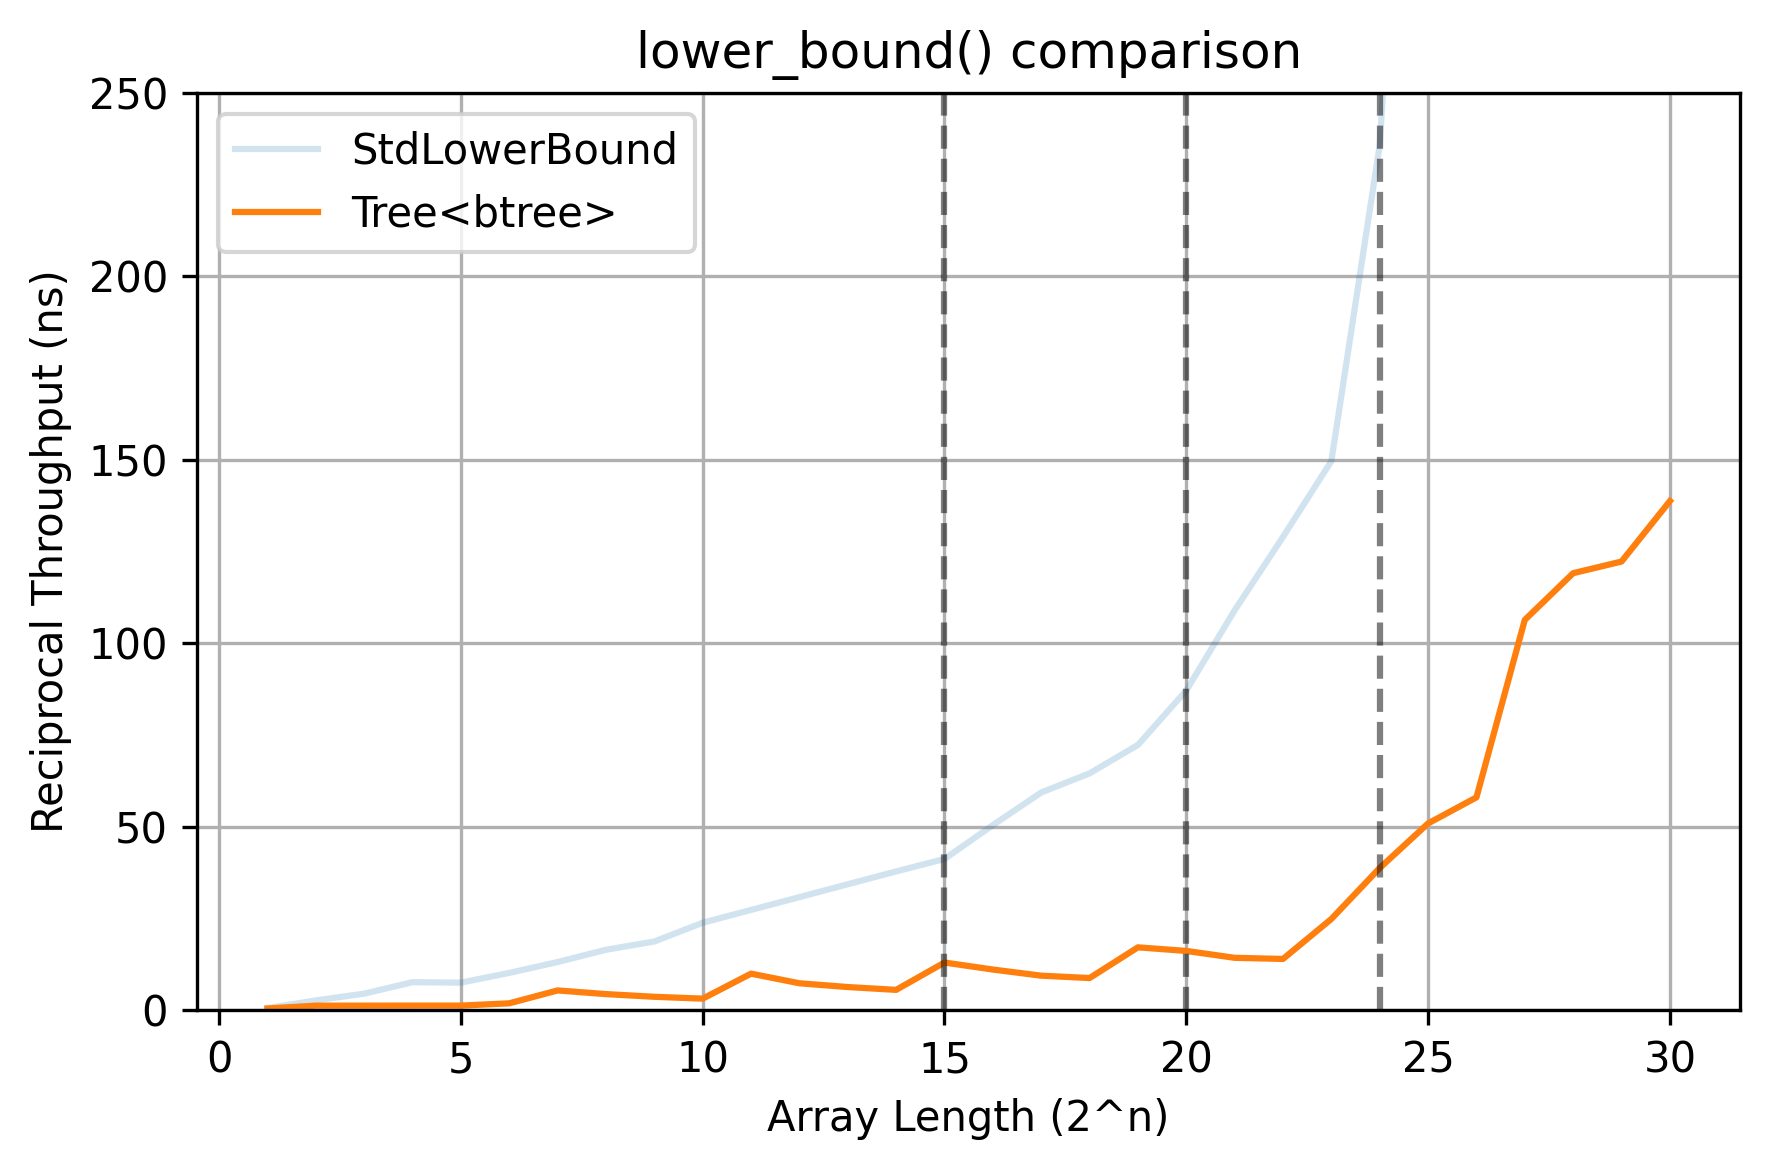 lower_bound() comparison
StdLowerBound
Tree<btree>
Reciprocal Throughput (ns)
250
200
150
100
50
0
0 5 10 15 20 25 30
Array Length (2^n)